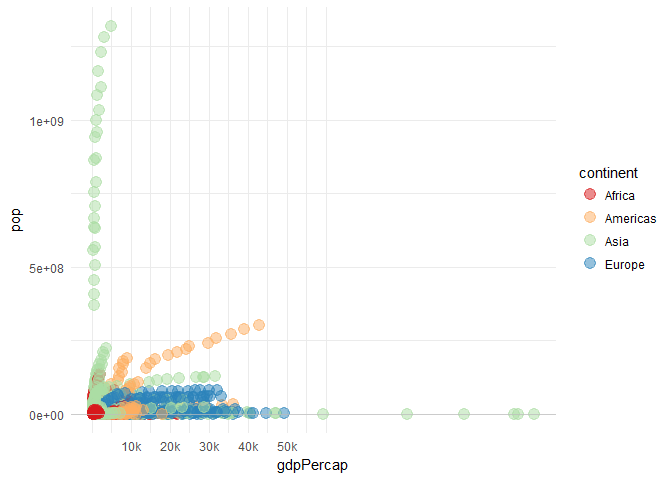 1e+09
5e+08
0e+00
pop
10k 20k 30k 40k 50k
gdpPercap
continent
Africa
Americas
Asia
Europe